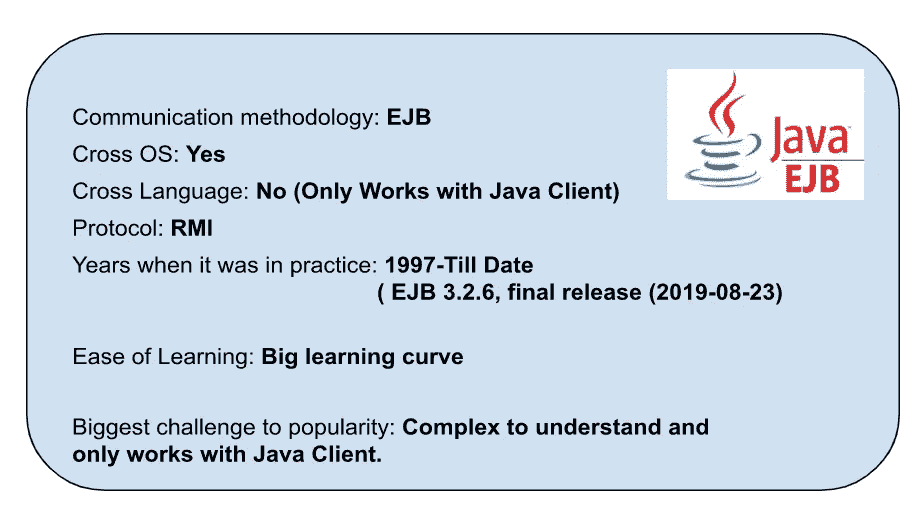 Java
EJB
Communication methodology: EJB
Cross OS: Yes
Cross Language: No (Only Works with Java Client)
Protocol: RMI
Years when it was in practice: 1997-Till Date
( EJB 3.2.6, final release (2019-08-23)
Ease of Learning: Big learning curve
Biggest challenge to popularity: Complex to understand and
only works with Java Client.